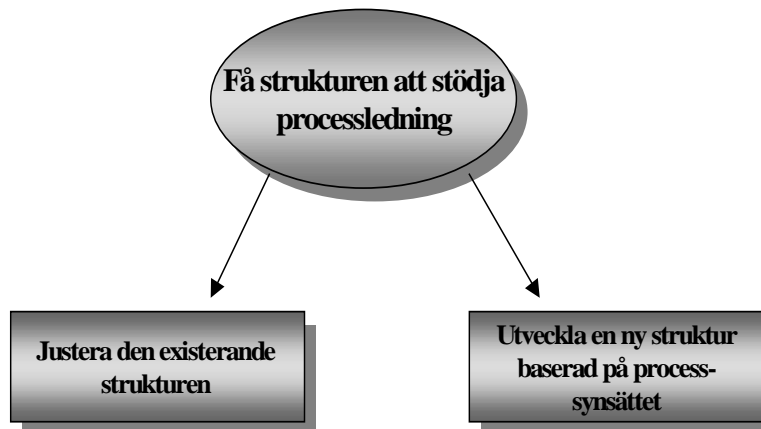 Få strukturen att stödja
processledning
Justera den existerande
strukturen
Utveckla en ny struktur
baserad på process-
synsättet